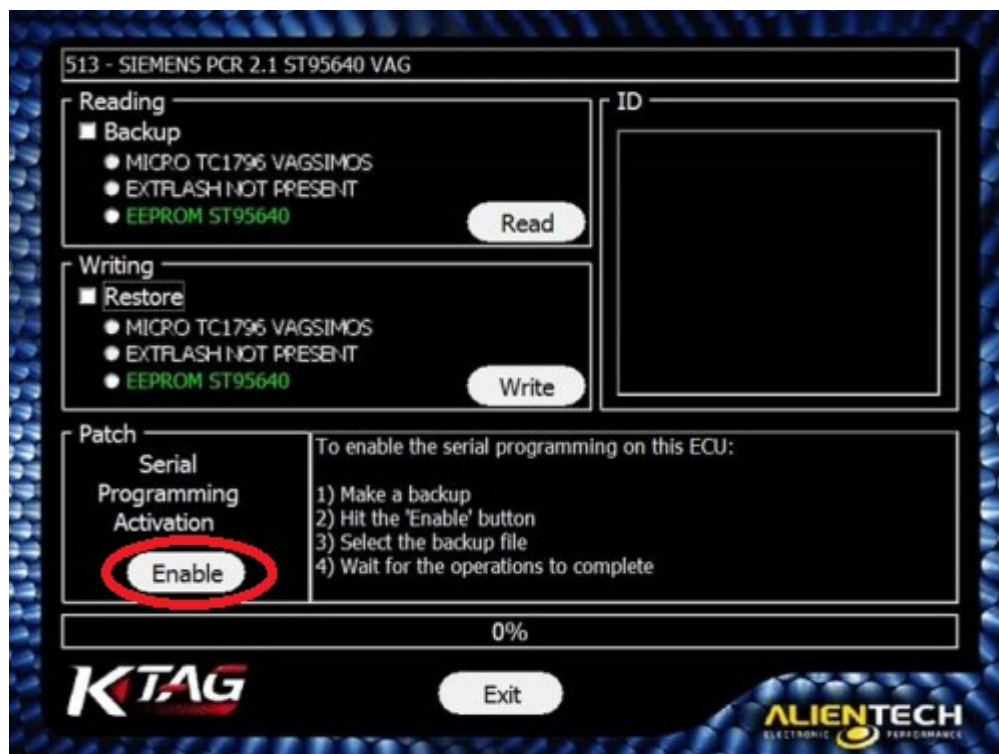 513 - SIEMENS PCR 2.1 ST95640 VAG
Reading
Backup
MICRO TC1796 VAGSIMOS
EXTFLASH NOT PRESENT
EEPROM ST95640
Read
ID
Writing
Restore
MICRO TC1796 VAGSIMOS
EXTFLASH NOT PRESENT
EEPROM ST95640
Write
Patch
Serial
Programming
Activation
Enable
To enable the serial programming on this ECU:
1) Make a backup
2) Hit the 'Enable' button
3) Select the backup file
4) Wait for the operations to complete
0%
KTAG
Exit
ALIENTECH
ELECTRONIC PERFORMANCE